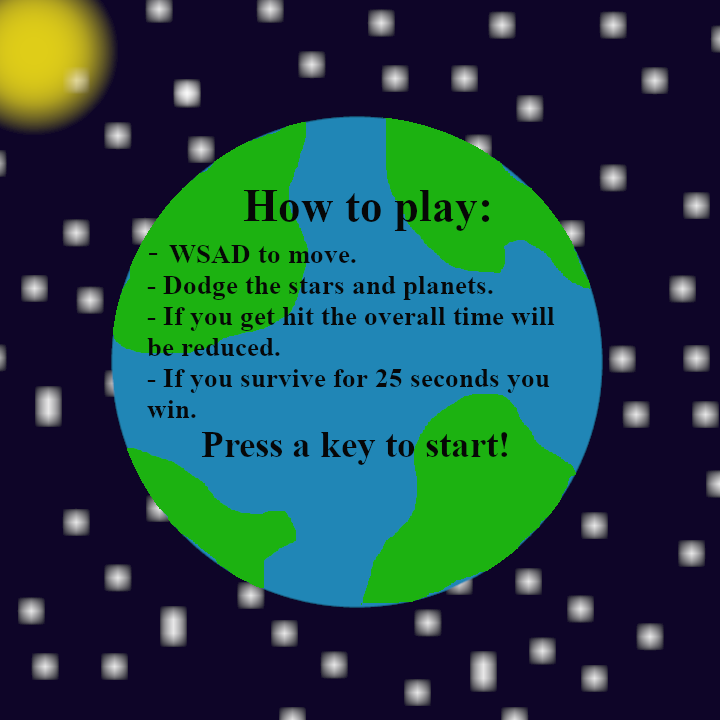 How to play:
- WSAD to move.
- Dodge the stars and planets.
- If you get hit the overall time will
be reduced.
- If you survive for 25 seconds you
win.
Press a key to start!